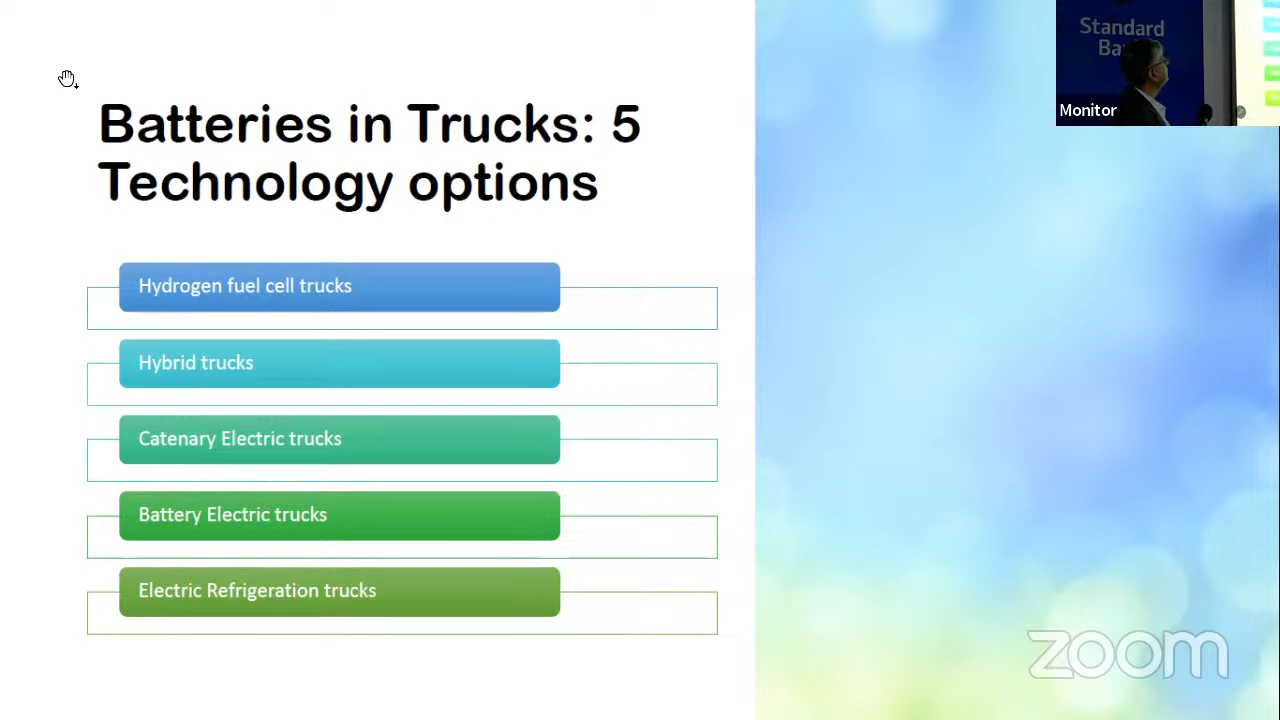 Batteries in Trucks: 5
Technology options
Hydrogen fuel cell trucks
Hybrid trucks
Catenary Electric trucks
Battery Electric trucks
Electric Refrigeration trucks
Standard
Ba
Monitor
zoom